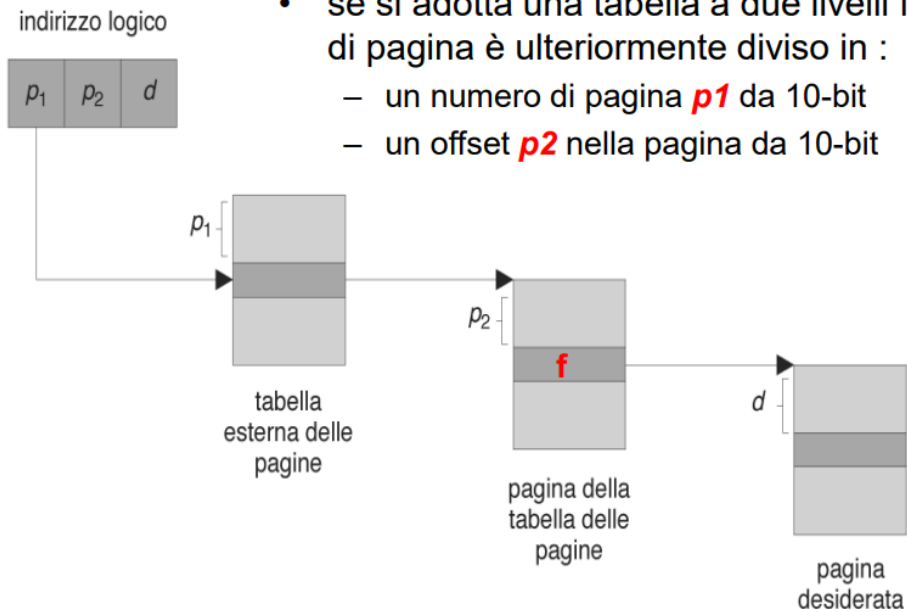 indirizzo logico
• se si adotta una tabella a due livelli
di pagina è ulteriormente diviso in :
p1 p2 d
– un numero di pagina p1 da 10-bit
– un offset p2 nella pagina da 10-bit
p1
p2
f
d
tabella
esterna delle
pagine
pagina della
tabella delle
pagine
pagina
desiderata